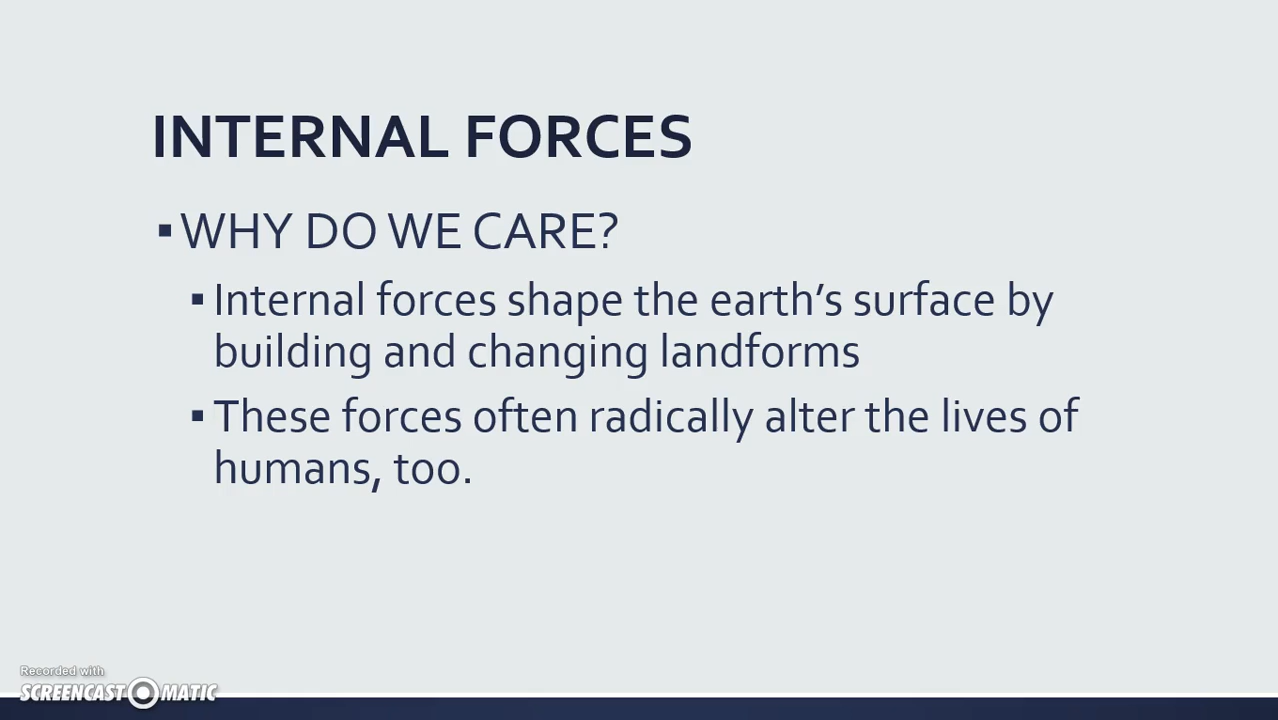 INTERNAL FORCES
▪WHY DO WE CARE?
▪Internal forces shape the earth’s surface by
building and changing landforms
▪These forces often radically alter the lives of
humans, too.
Recorded with
SCREENCAST MATIC